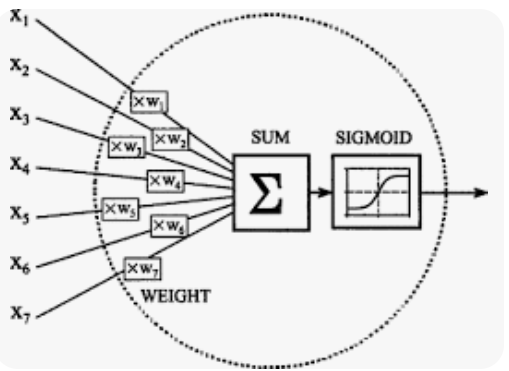 X₁
X₂
X₃
X₄
X₅
X₆
X₇
×w₁
×w₂
×w₃
×w₄
×w₅
×w₆
×w₇
WEIGHT
SUM
Σ
SIGMOID